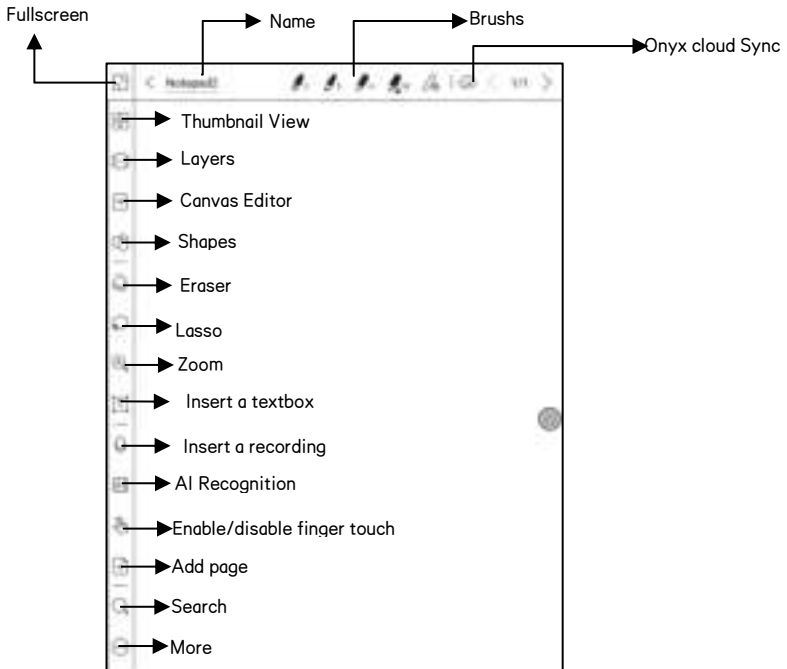 Fullscreen
Name
Brushs
Onyx cloud Sync
Thumbnail View
Layers
Canvas Editor
Shapes
Eraser
Lasso
Zoom
Insert a textbox
Insert a recording
AI Recognition
Enable/disable finger touch
Add page
Search
More